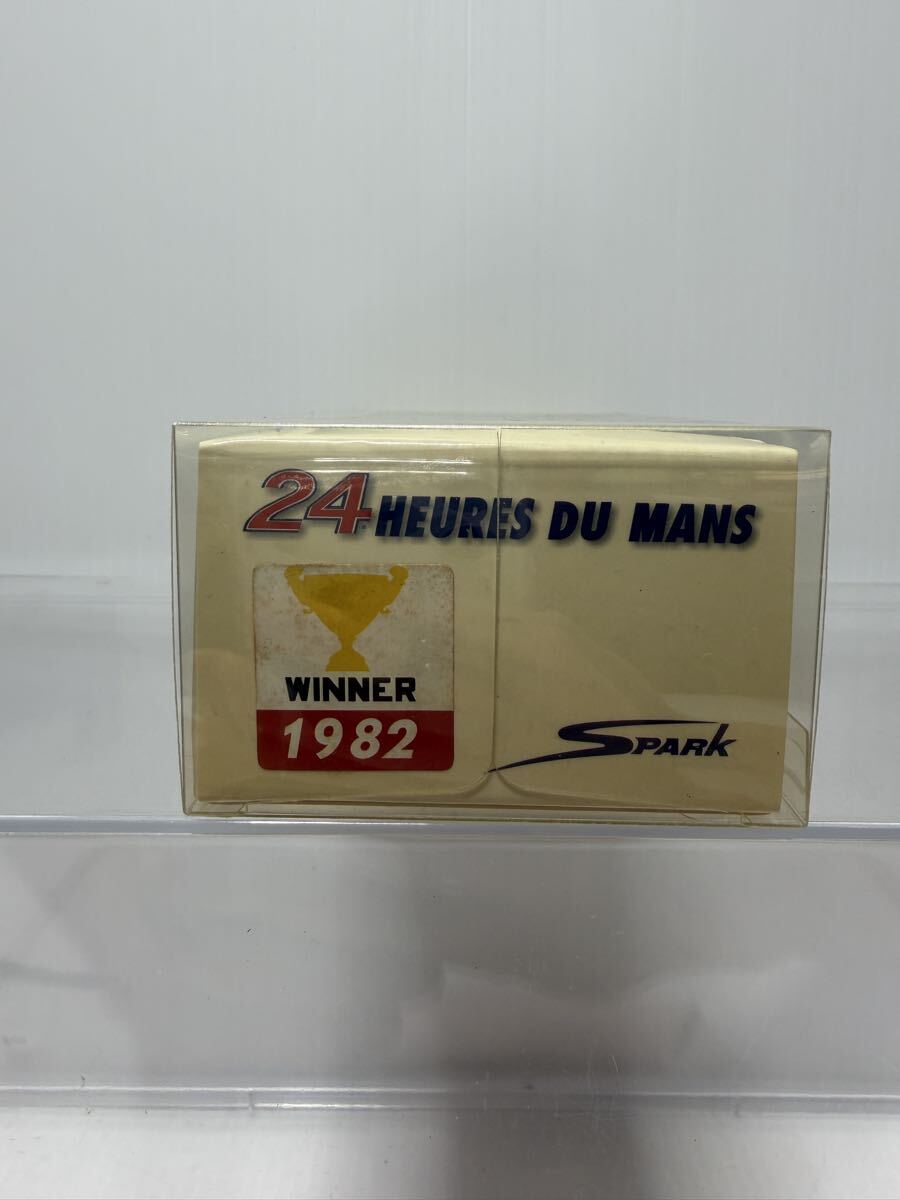 24 HEURES DU MANS
WINNER
1982
SPARK